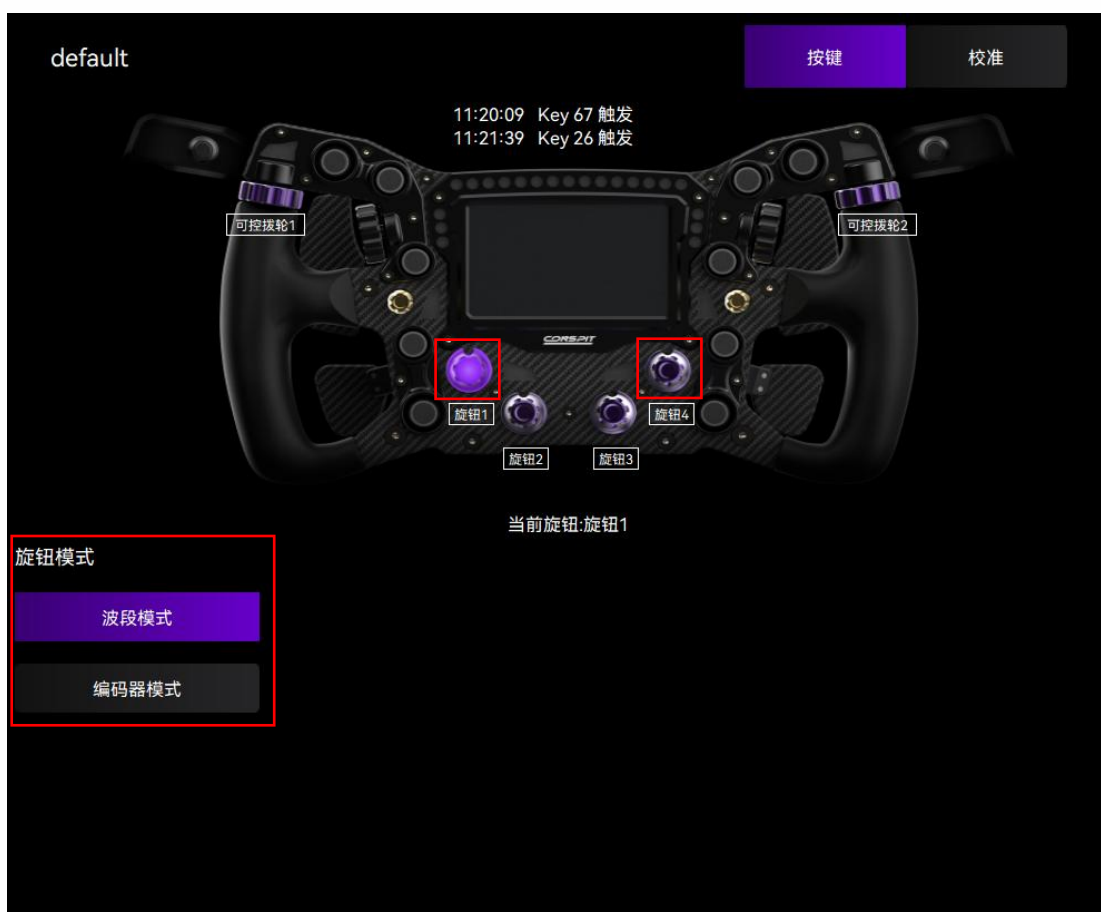 default
按键
校准
11:20:09 Key 67 触发
11:21:39 Key 26 触发
可控拨轮1
可控拨轮2
CORSPIT
旋钮1
旋钮4
旋钮2
旋钮3
当前旋钮:旋钮1
旋钮模式
波段模式
编码器模式